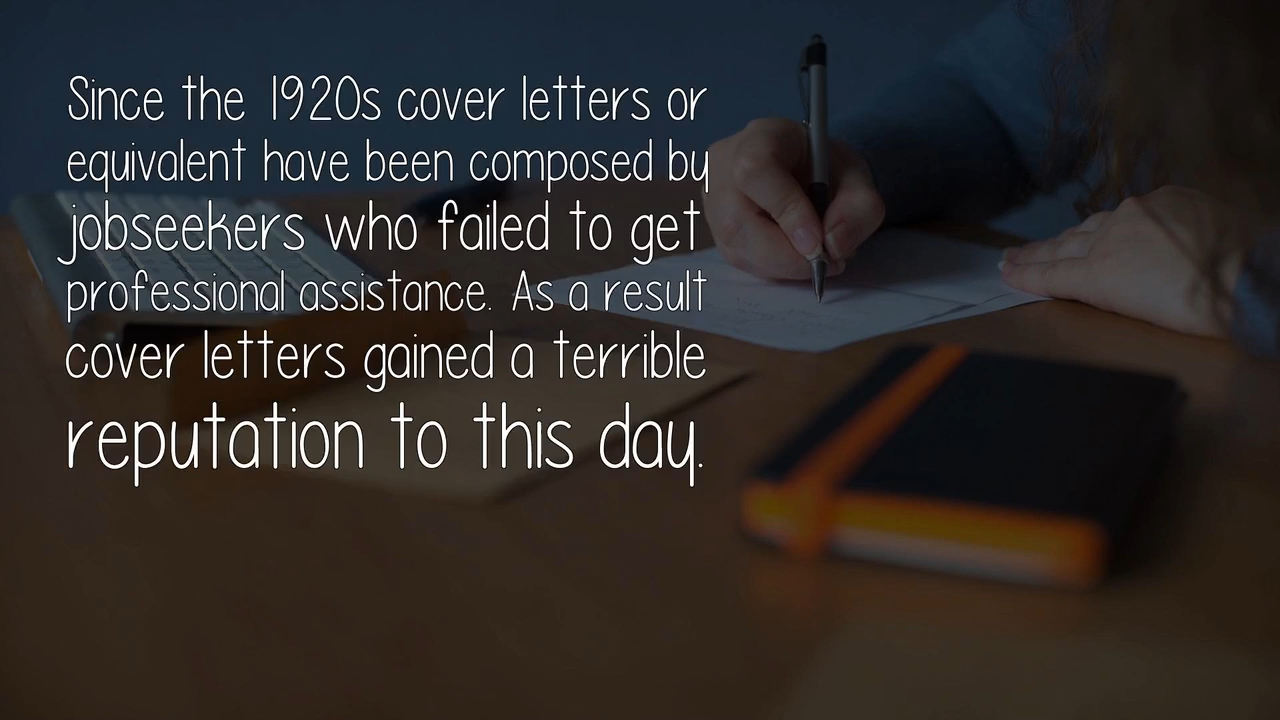 Since the 1920s cover letters or
equivalent have been composed by
jobseekers who failed to get
professional assistance. As a result
cover letters gained a terrible
reputation to this day.